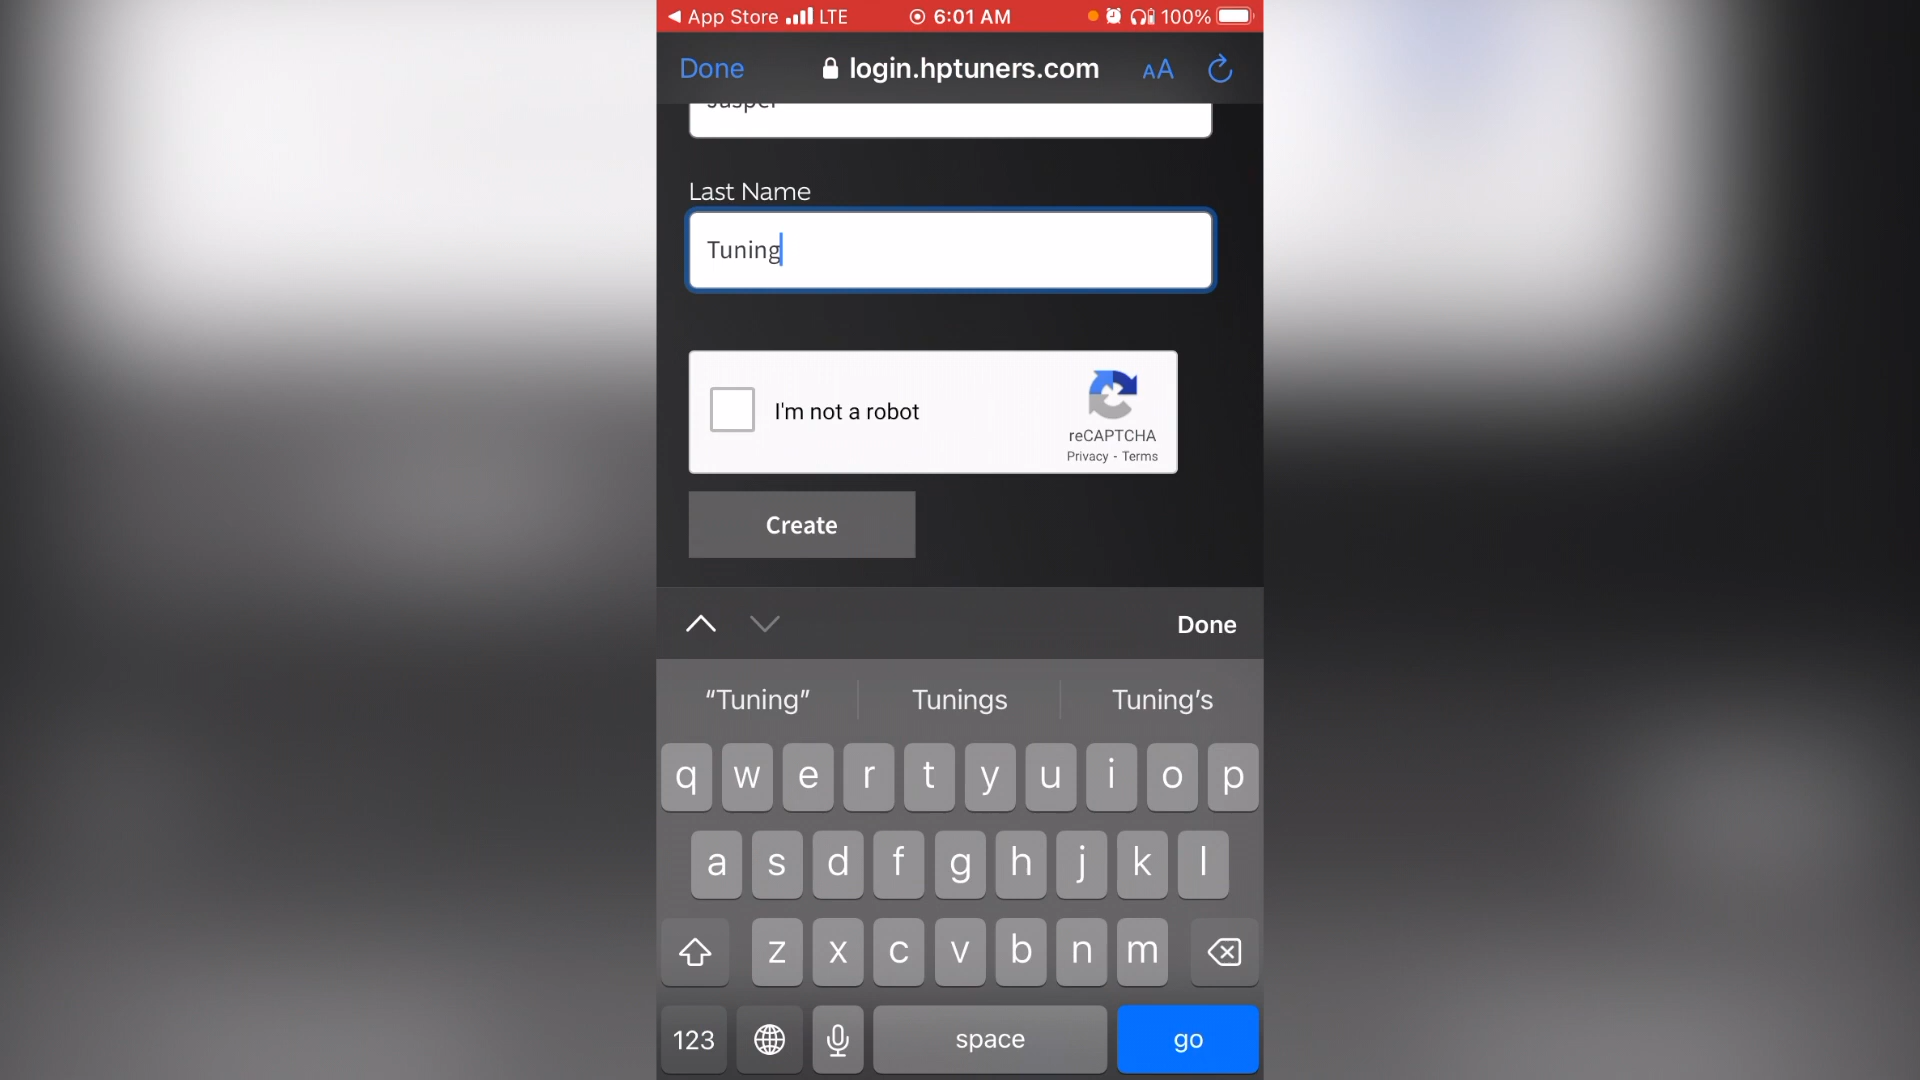 App Store LTE 6:01 AM 100%
Done login.hptuners.com AA
Jasper
Last Name
Tuning
I'm not a robot
reCAPTCHA
Privacy - Terms
Create
Done
“Tuning” Tunings Tuning’s
q w e r t y u i o p
a s d f g h j k l
z x c v b n m
123 space go